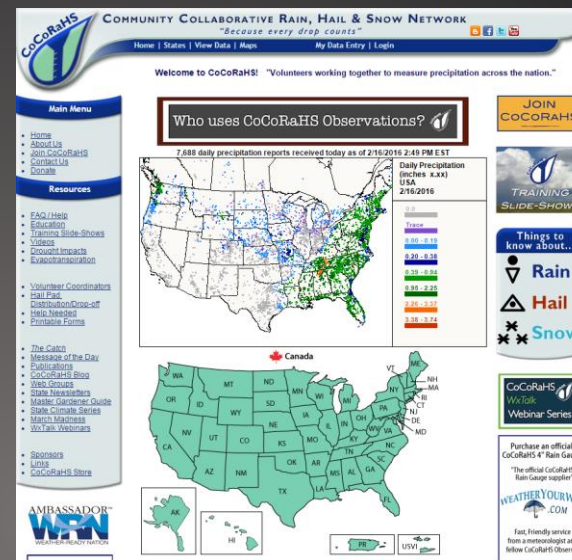 CoCoRaHS
COMMUNITY COLLABORATIVE RAIN, HAIL & SNOW NETWORK
"Because every drop counts"
Home | States | View Data | Maps
My Data Entry | Login
Welcome to CoCoRaHS! "Volunteers working together to measure precipitation across the nation."
Main Menu
Home
About Us
Join CoCoRaHS
Contact Us
Donate
Resources
FAQ / Help
Education
Training Slide-Shows
Videos
Drought Impacts
Evapotranspiration
Volunteer Coordinators
Hail Pad
Distribution/Drop-off
Help Needed
Printable Forms
The Catch
Message of the Day
Publications
CoCoRaHS Blog
Web Groups
State Newsletters
Master Gardener Guide
State Climate Series
March Madness
WxTalk Webinars
Sponsors
Links
CoCoRaHS Store
AMBASSADOR™
WRN
WEATHER-READY NATION
Who uses CoCoRaHS Observations?
7,688 daily precipitation reports received today as of 2/16/2016 2:49 PM EST
Daily Precipitation
(inches x.xx)
USA
2/16/2016
0.0
Trace
0.20 - 0.38
0.39 - 0.94
0.95 - 2.25
2.26 - 3.37
3.38 - 3.74
Canada
WA
MT
ND
MN
VT
ME
NH
MA
RI
CT
NJ
DE
MD
OR
ID
SD
WI
MI
NY
WY
IA
PA
NV
NE
IL
IN
OH
WV
VA
CA
UT
CO
KS
MO
KY
NC
TN
SC
AZ
NM
OK
AR
MS
AL
GA
TX
LA
FL
AK
HI
PR
USVI
JOIN
COCORAHS
TRAINING
SLIDE-SHOWS
Things to
know about...
Rain
Hail
Snow
CoCoRaHS
WxTalk
Webinar Series
Purchase an official
CoCoRaHS 4" Rain
"The official CoCoRaHS
Rain Gauge supplier"
.COM
Fast, Friendly service
from a meteorologist
fellow CoCoRaHS